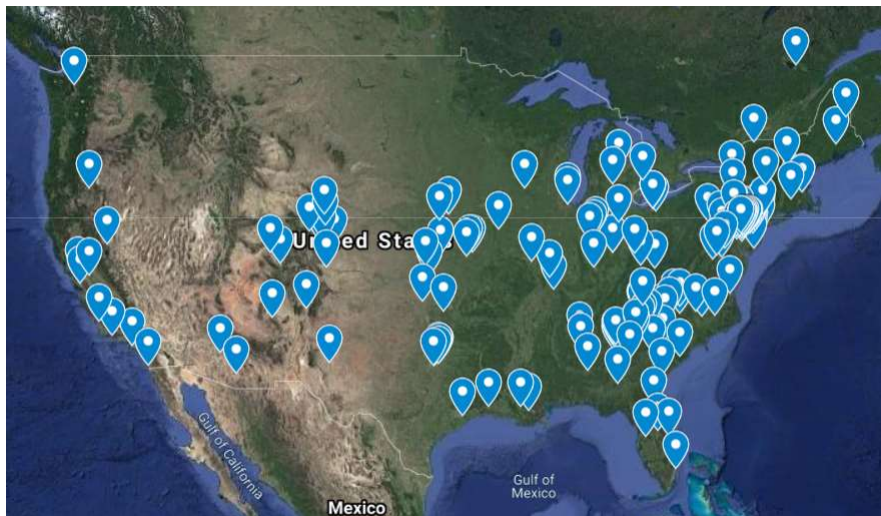 United States
Gulf of California
Gulf of
Mexico
Mexico